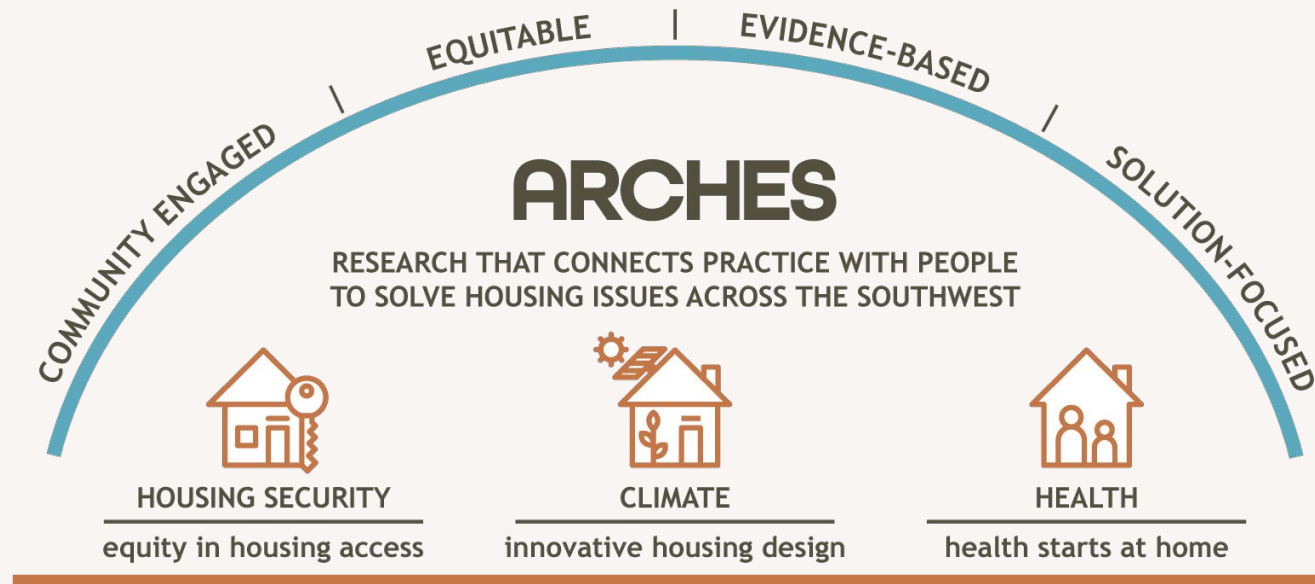 COMMUNITY ENGAGED | EQUITABLE | EVIDENCE-BASED | SOLUTION-FOCUSED
ARCHES
RESEARCH THAT CONNECTS PRACTICE WITH PEOPLE
TO SOLVE HOUSING ISSUES ACROSS THE SOUTHWEST
HOUSING SECURITY
equity in housing access
CLIMATE
innovative housing design
HEALTH
health starts at home